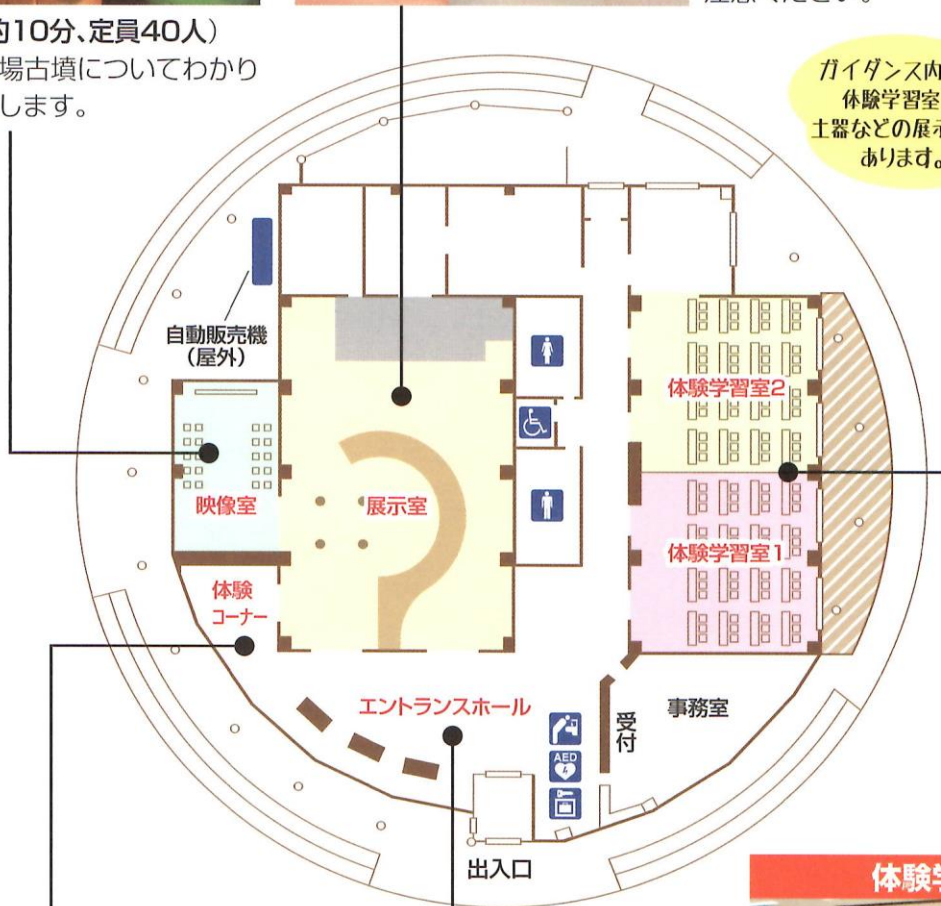 約10分、定員40人)
場古墳についてわかり
します。
ガイダンス内
体験学習室
土器などの展示
あります。
自動販売機
(屋外)
体験学習室2
映像室
展示室
体験学習室1
体験
コーナー
エントランスホール
受付
事務室
AED
出入口
体験学